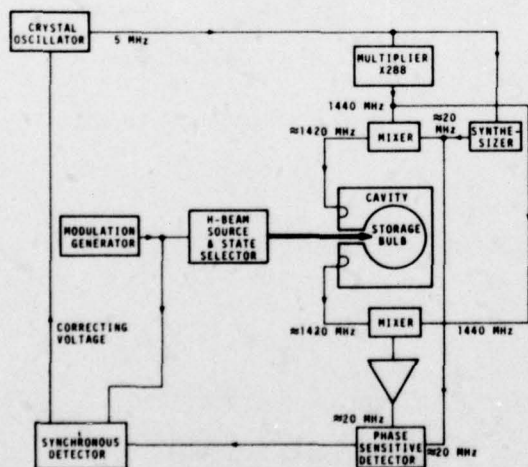 CRYSTAL
OSCILLATOR
5 MHz
MULTIPLIER
X288
1440 MHz
≈20
MHz
SYNTHE-
SIZER
≈1420 MHz
MIXER
CAVITY
STORAGE
BULB
H-BEAM
SOURCE
& STATE
SELECTOR
MODULATION
GENERATOR
CORRECTING
VOLTAGE
≈1420 MHz
MIXER
1440 MHz
≈20 MHz
SYNCHRONOUS
DETECTOR
PHASE
SENSITIVE
DETECTOR
≈20 MHz